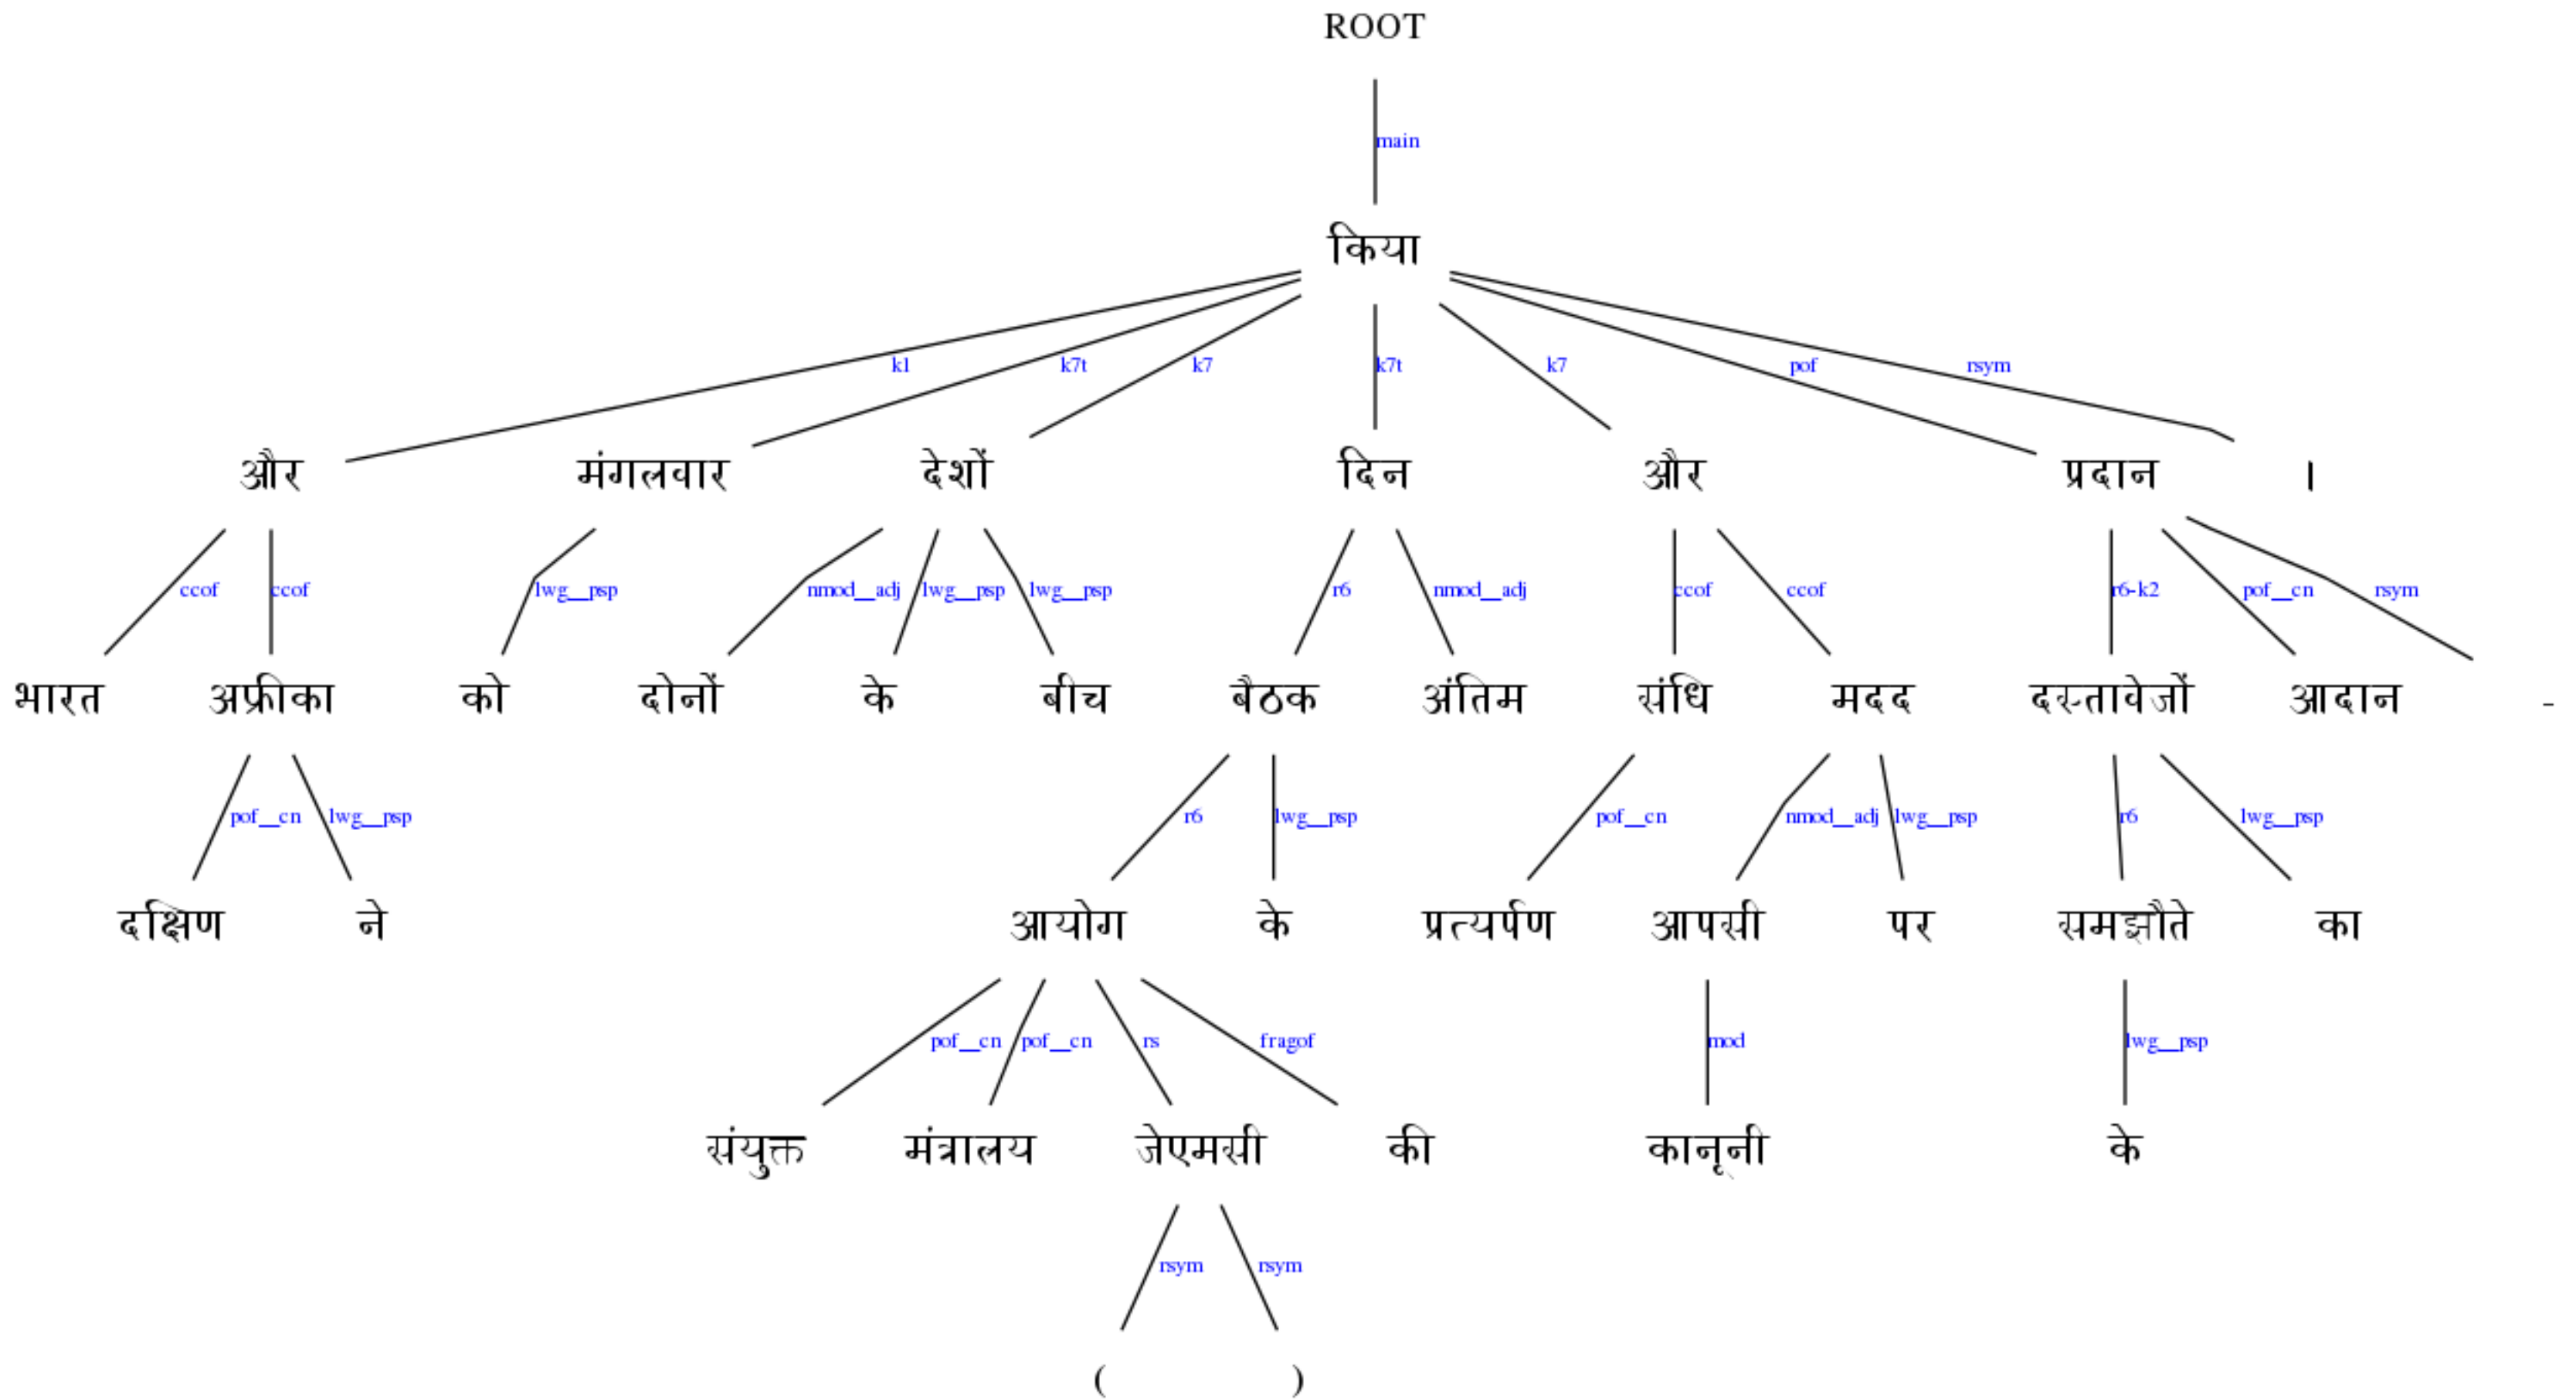 ROOT
main
किया
k1 k7t k7 k7t k7 pof rsym
और मंगलवार देशों दिन और प्रदान ।
ccof ccof lwg__psp nmod__adj lwg__psp lwg__psp r6 nmod__adj ccof ccof r6-k2 pof__cn rsym
भारत अफ्रीका को दोनों के बीच बैठक अंतिम संधि मदद दस्तावेजों आदान -
pof__cn lwg__psp r6 lwg__psp pof__cn nmod__adj lwg__psp r6 lwg__psp
दक्षिण ने आयोग के प्रत्यर्पण आपसी पर समझौते का
pof__cn pof__cn rs fragof mod lwg__psp
संयुक्त मंत्रालय जेएमसी की कानूनी के
rsym rsym
( )